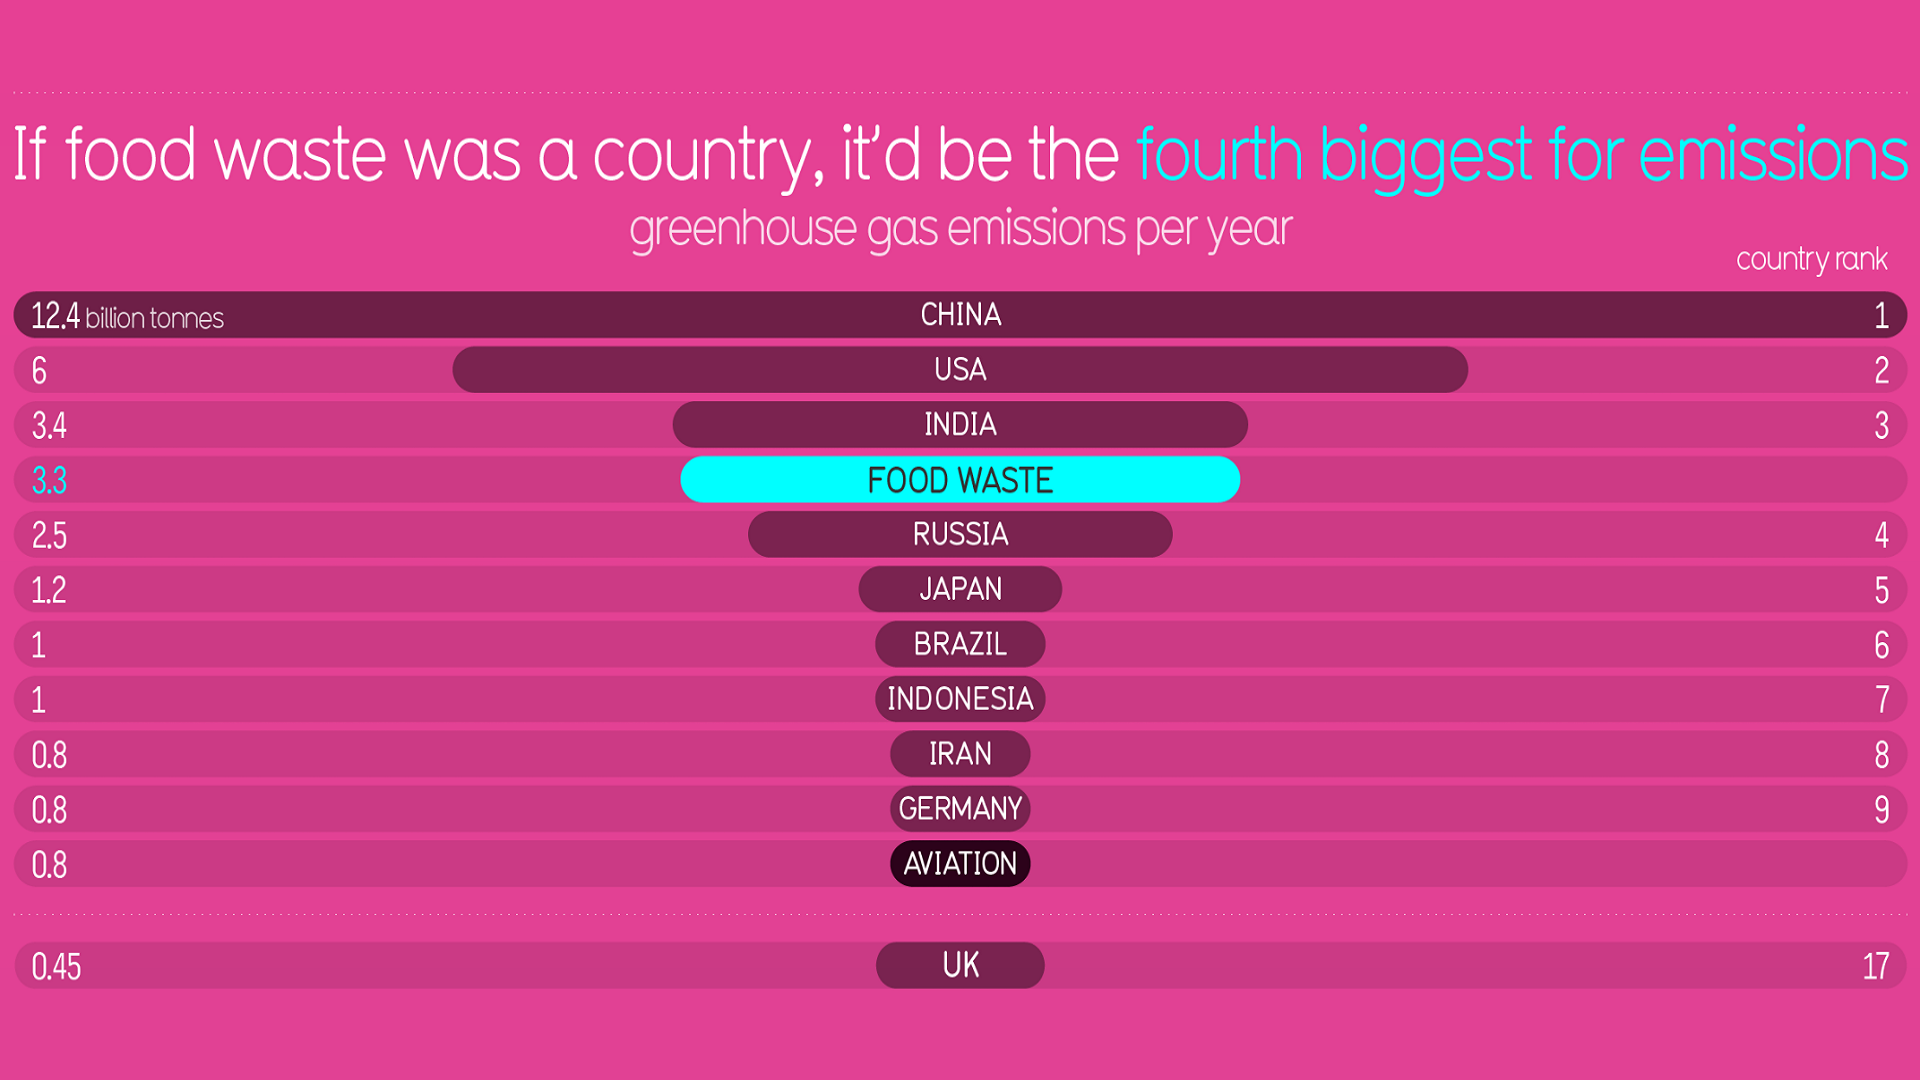 If food waste was a country, it'd be the fourth biggest for emissions
greenhouse gas emissions per year
country rank
12.4 billion tonnes CHINA 1
6 USA 2
3.4 INDIA 3
3.3 FOOD WASTE
2.5 RUSSIA 4
1.2 JAPAN 5
1 BRAZIL 6
1 INDONESIA 7
0.8 IRAN 8
0.8 GERMANY 9
0.8 AVIATION
0.45 UK 17